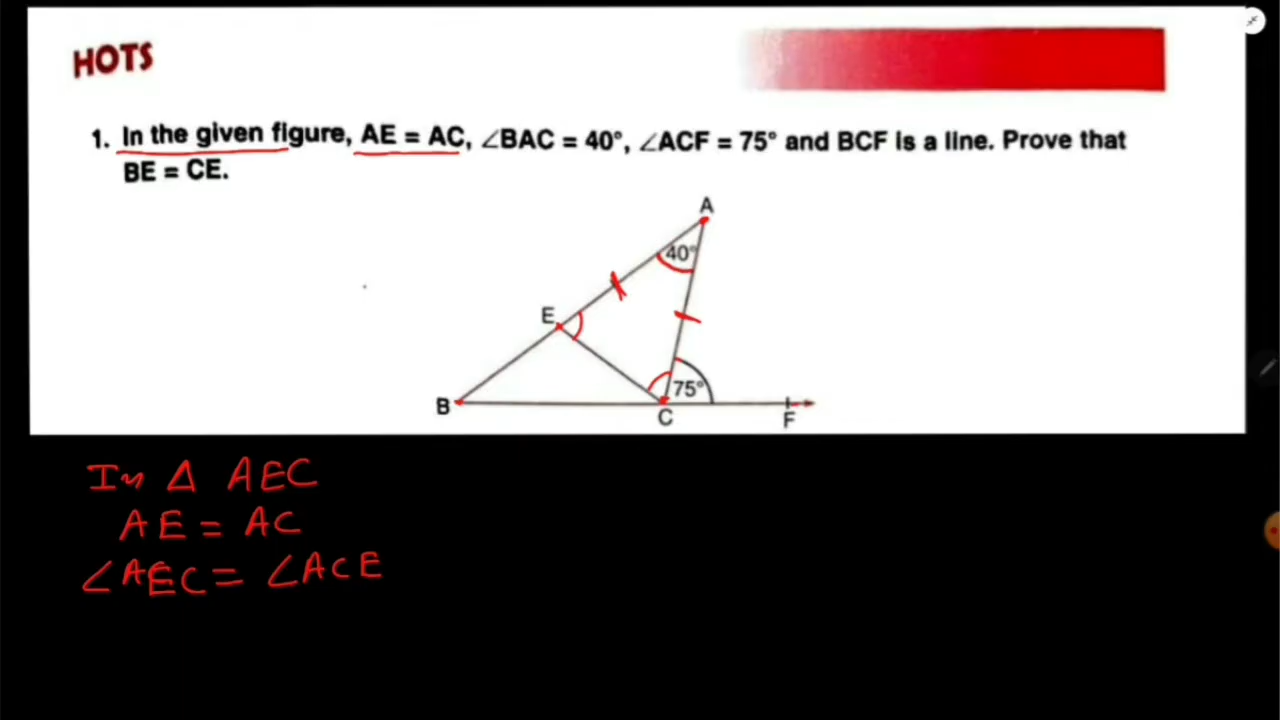 HOTS
1. In the given figure, AE = AC, ∠BAC = 40°, ∠ACF = 75° and BCF is a line. Prove that
BE = CE.
A
40°
E
75°
B
C
F
In Δ AEC
AE = AC
∠AEC = ∠ACE